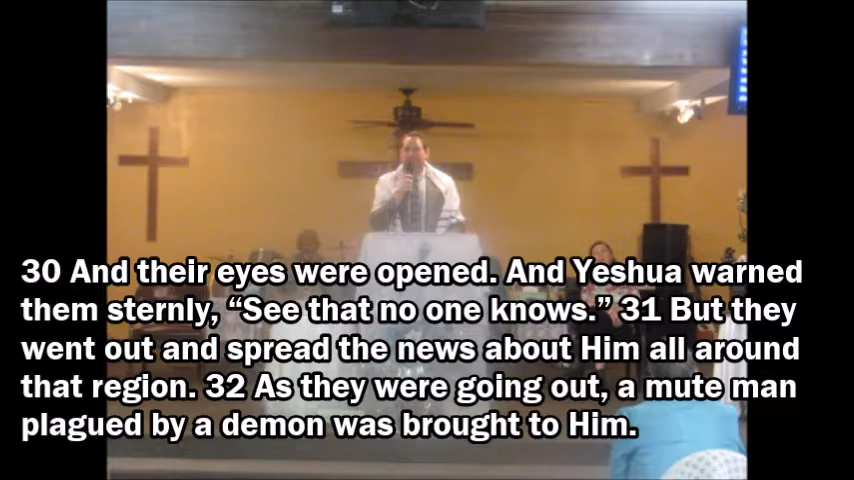 30 And their eyes were opened. And Yeshua warned
them sternly, “See that no one knows.” 31 But they
went out and spread the news about Him all around
that region. 32 As they were going out, a mute man
plagued by a demon was brought to Him.